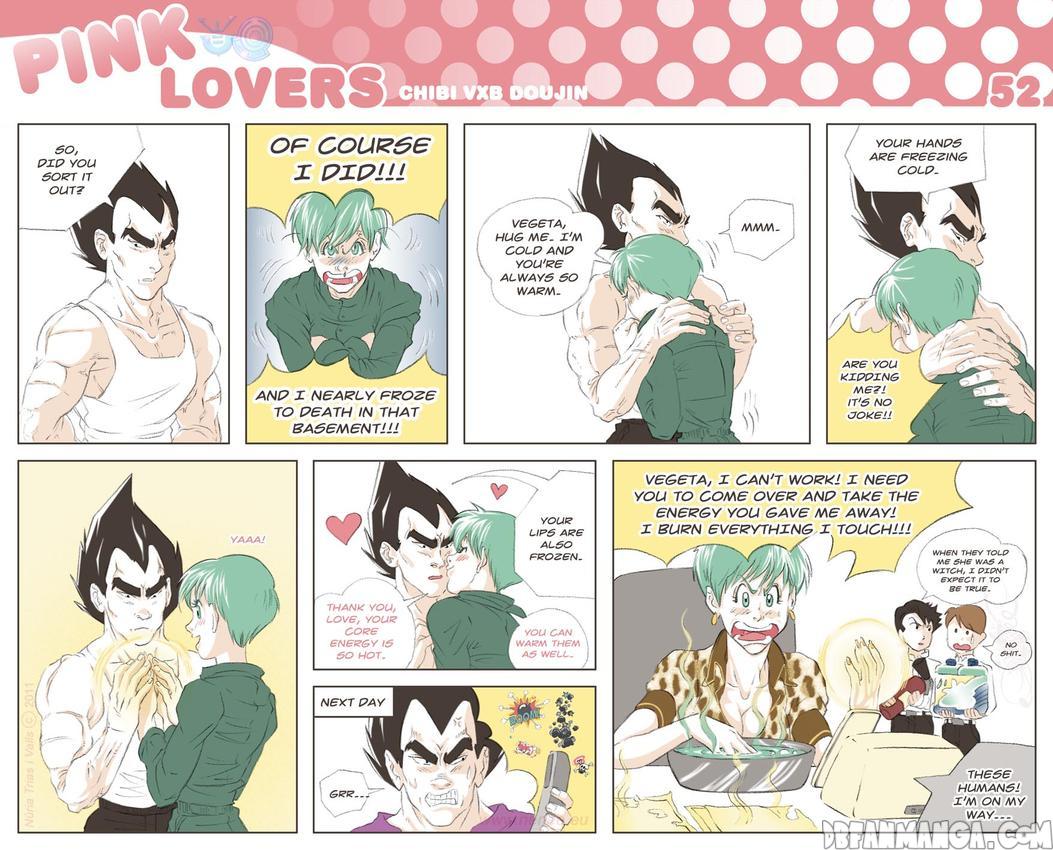 PINK
LOVERS
CHIBI VXB DOUJIN
52
SO,
DID YOU
SORT IT
OUT?
OF COURSE
I DID!!!
AND I NEARLY FROZE
TO DEATH IN THAT
BASEMENT!!!
VEGETA,
HUG ME.. I'M
COLD AND
YOU'RE
ALWAYS SO
WARM..
MMM..
YOUR HANDS
ARE FREEZING
COLD..
ARE YOU
KIDDING
ME?!
IT'S NO
JOKE!!
YAAA!
Núria Tries i Valls (C) 2011
YOUR
LIPS ARE
ALSO
FROZEN..
THANK YOU,
LOVE, YOUR
CORE
ENERGY IS
SO HOT..
YOU CAN
WARM THEM
AS WELL..
NEXT DAY
GRR...
BOOM!
VEGETA, I CAN'T WORK! I NEED
YOU TO COME OVER AND TAKE THE
ENERGY YOU GAVE ME AWAY!
I BURN EVERYTHING I TOUCH!!!
WHEN THEY TOLD
ME SHE WAS A
WITCH, I DIDN'T
EXPECT IT TO
BE TRUE..
NO
SHIT..
THESE
HUMANS!
I'M ON MY
WAY...
DBFANMANGA.COM